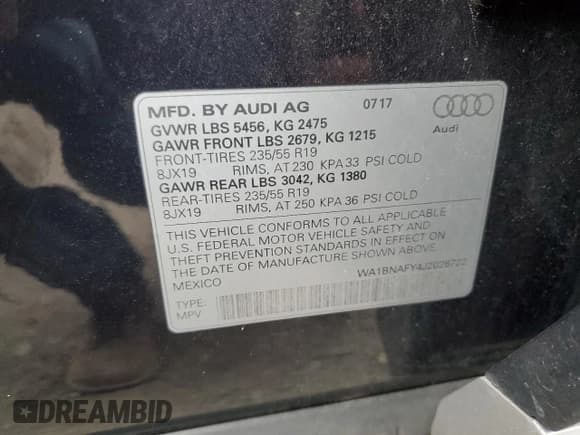 MFD. BY AUDI AG 0717
GVWR LBS 5456, KG 2475
GAWR FRONT LBS 2679, KG 1215
FRONT-TIRES 235/55 R19
8JX19 RIMS, AT 230 KPA 33 PSI COLD
GAWR REAR LBS 3042, KG 1380
REAR-TIRES 235/55 R19
8JX19 RIMS, AT 250 KPA 36 PSI COLD
Audi
THIS VEHICLE CONFORMS TO ALL APPLICABLE
U.S. FEDERAL MOTOR VEHICLE SAFETY AND
THEFT PREVENTION STANDARDS IN EFFECT ON
THE DATE OF MANUFACTURE SHOWN ABOVE.
MEXICO
WA1BNAFY4J2028722
TYPE:
MPV
DREAMBID